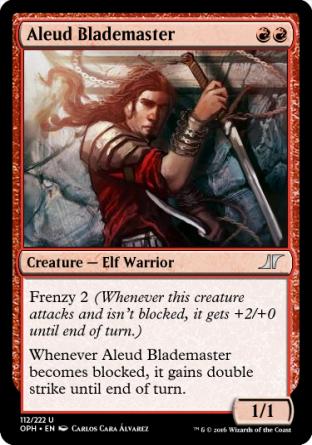 Aleud Blademaster
Creature — Elf Warrior
Frenzy 2 (Whenever this creature
attacks and isn't blocked, it gets +2/+0
until end of turn.)
Whenever Aleud Blademaster
becomes blocked, it gains double
strike until end of turn.
1/1
112/222 U
OPH • EN CARLOS CARA ÁLVAREZ
™ & © 2016 Wizards of the Coast